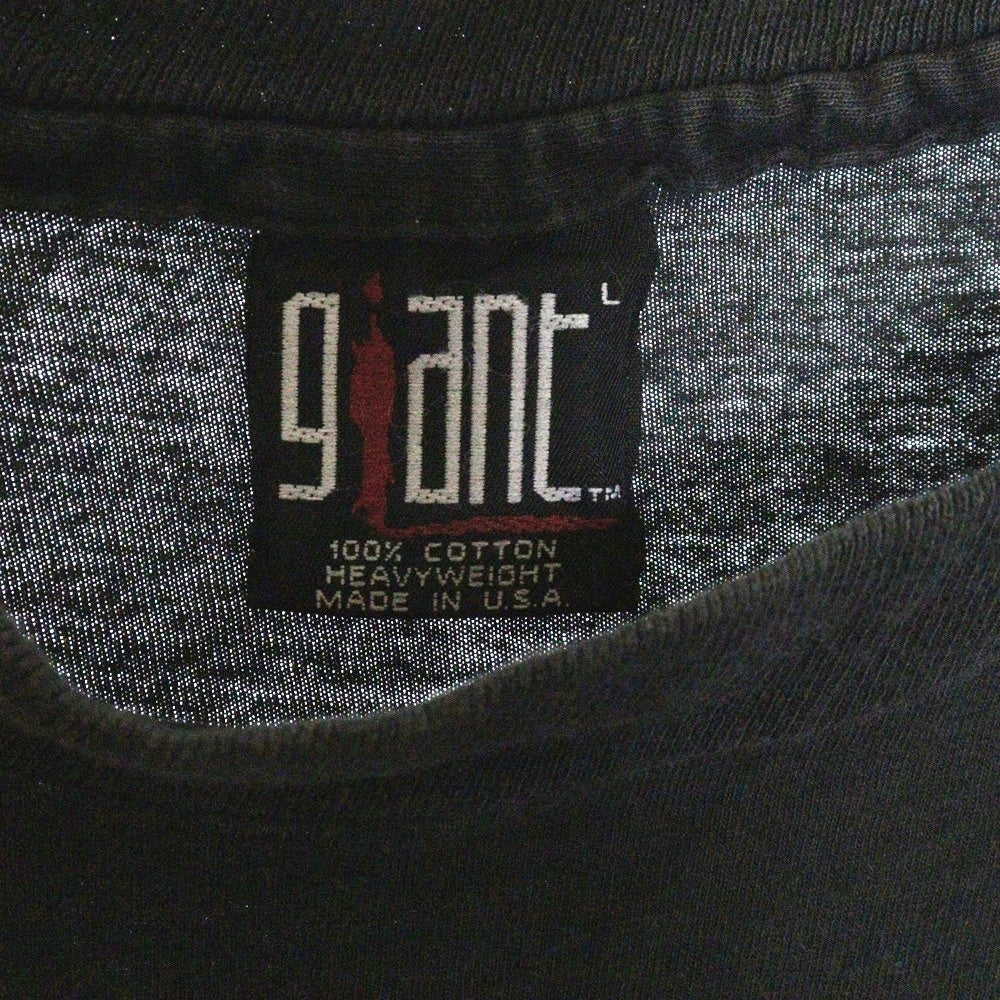 giant L
TM
100% COTTON
HEAVYWEIGHT
MADE IN U.S.A.